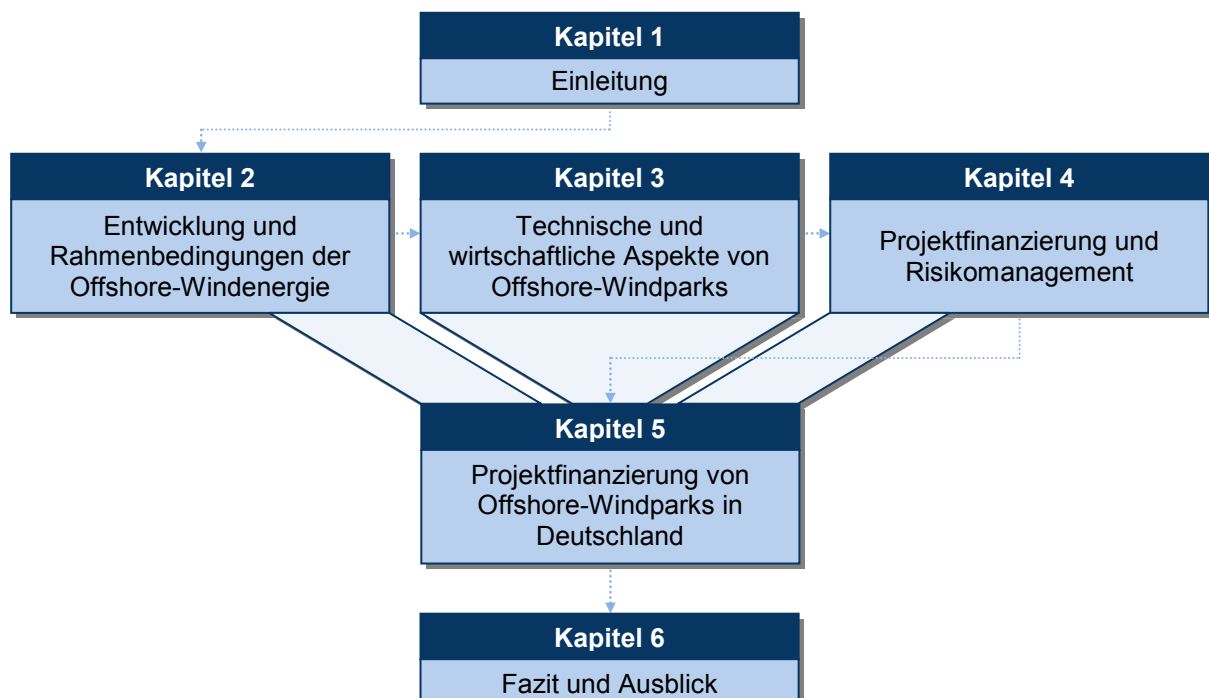 Kapitel 1
Einleitung
Kapitel 2
Entwicklung und
Rahmenbedingungen der
Offshore-Windenergie
Kapitel 3
Technische und
wirtschaftliche Aspekte von
Offshore-Windparks
Kapitel 4
Projektfinanzierung und
Risikomanagement
Kapitel 5
Projektfinanzierung von
Offshore-Windparks in
Deutschland
Kapitel 6
Fazit und Ausblick